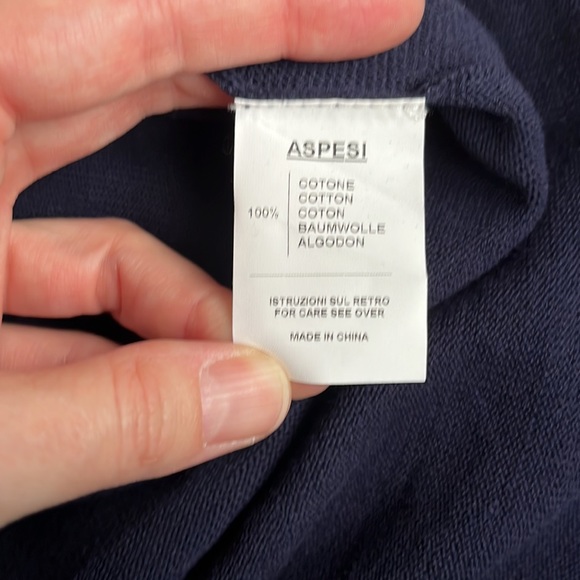 ASPESI
COTONE
COTTON
100% COTON
BAUMWOLLE
ALGODON
ISTRUZIONI SUL RETRO
FOR CARE SEE OVER
MADE IN CHINA